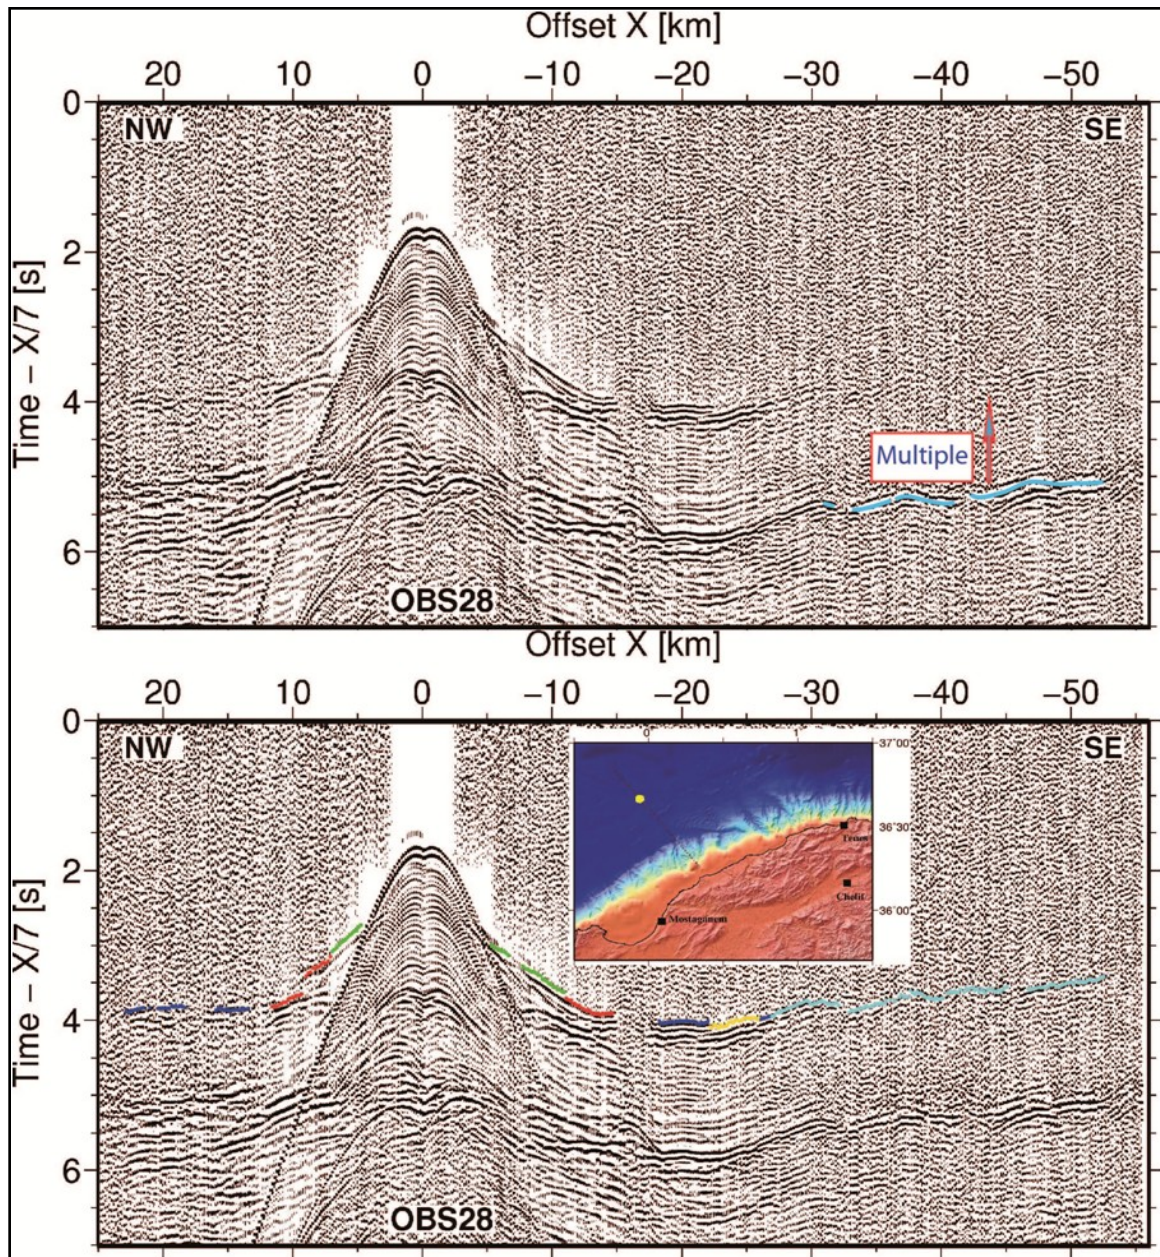 Offset X [km]
20 10 0 −10 −20 −30 −40 −50
0
NW
SE
2
Time − X/7 [s]
4
Multiple
6
OBS28
Offset X [km]
20 10 0 −10 −20 −30 −40 −50
0
NW
SE
0 1
37°00'
36°30'
Tenes
Chelif
36°00'
Mostaganem
2
Time − X/7 [s]
4
6
OBS28